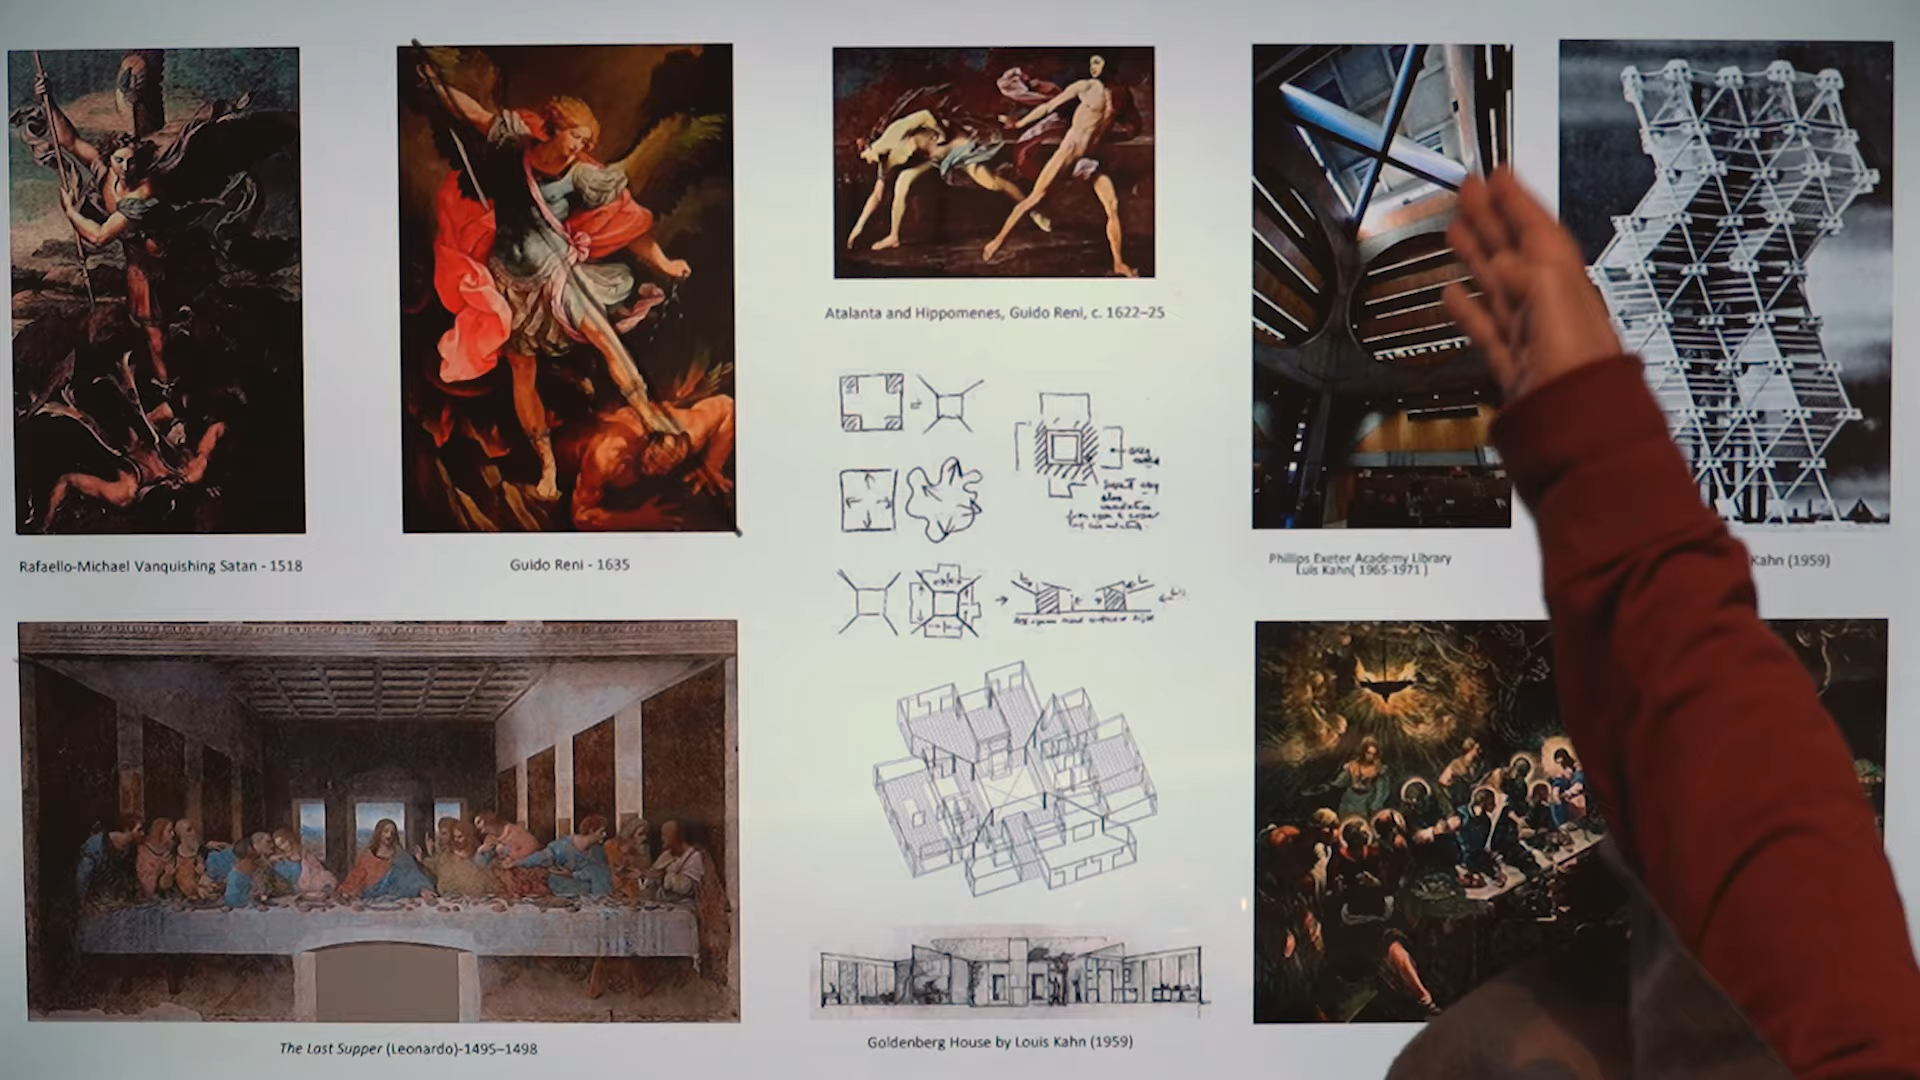 Rafaello-Michael Vanquishing Satan - 1518
Guido Reni - 1635
Atalanta and Hippomenes, Guido Reni, c. 1622–25
Phillips Exeter Academy Library
Luis Kahn( 1965-1971 )
Kahn (1959)
The Last Supper (Leonardo)-1495–1498
Goldenberg House by Louis Kahn (1959)